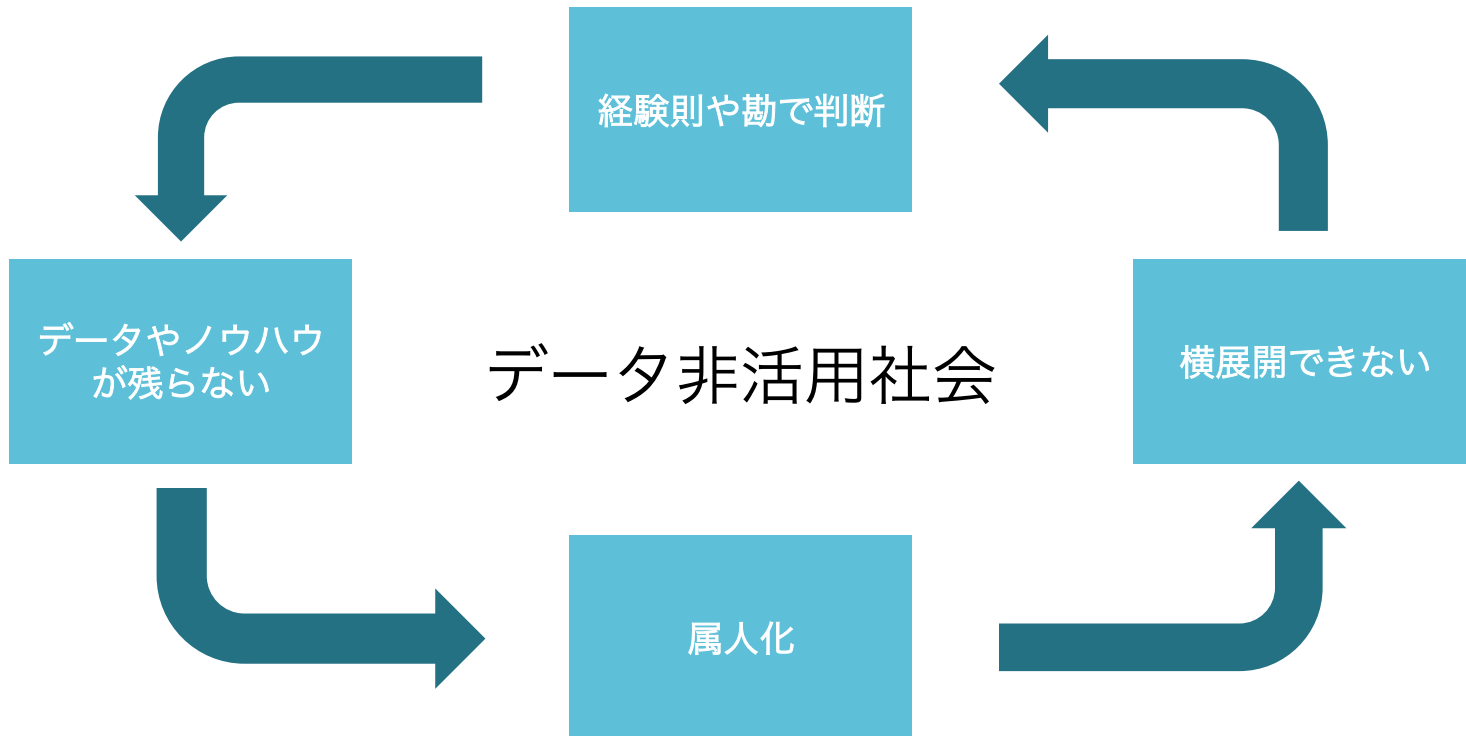 経験則や勘で判断
データやノウハウ
が残らない
データ非活用社会
横展開できない
属人化